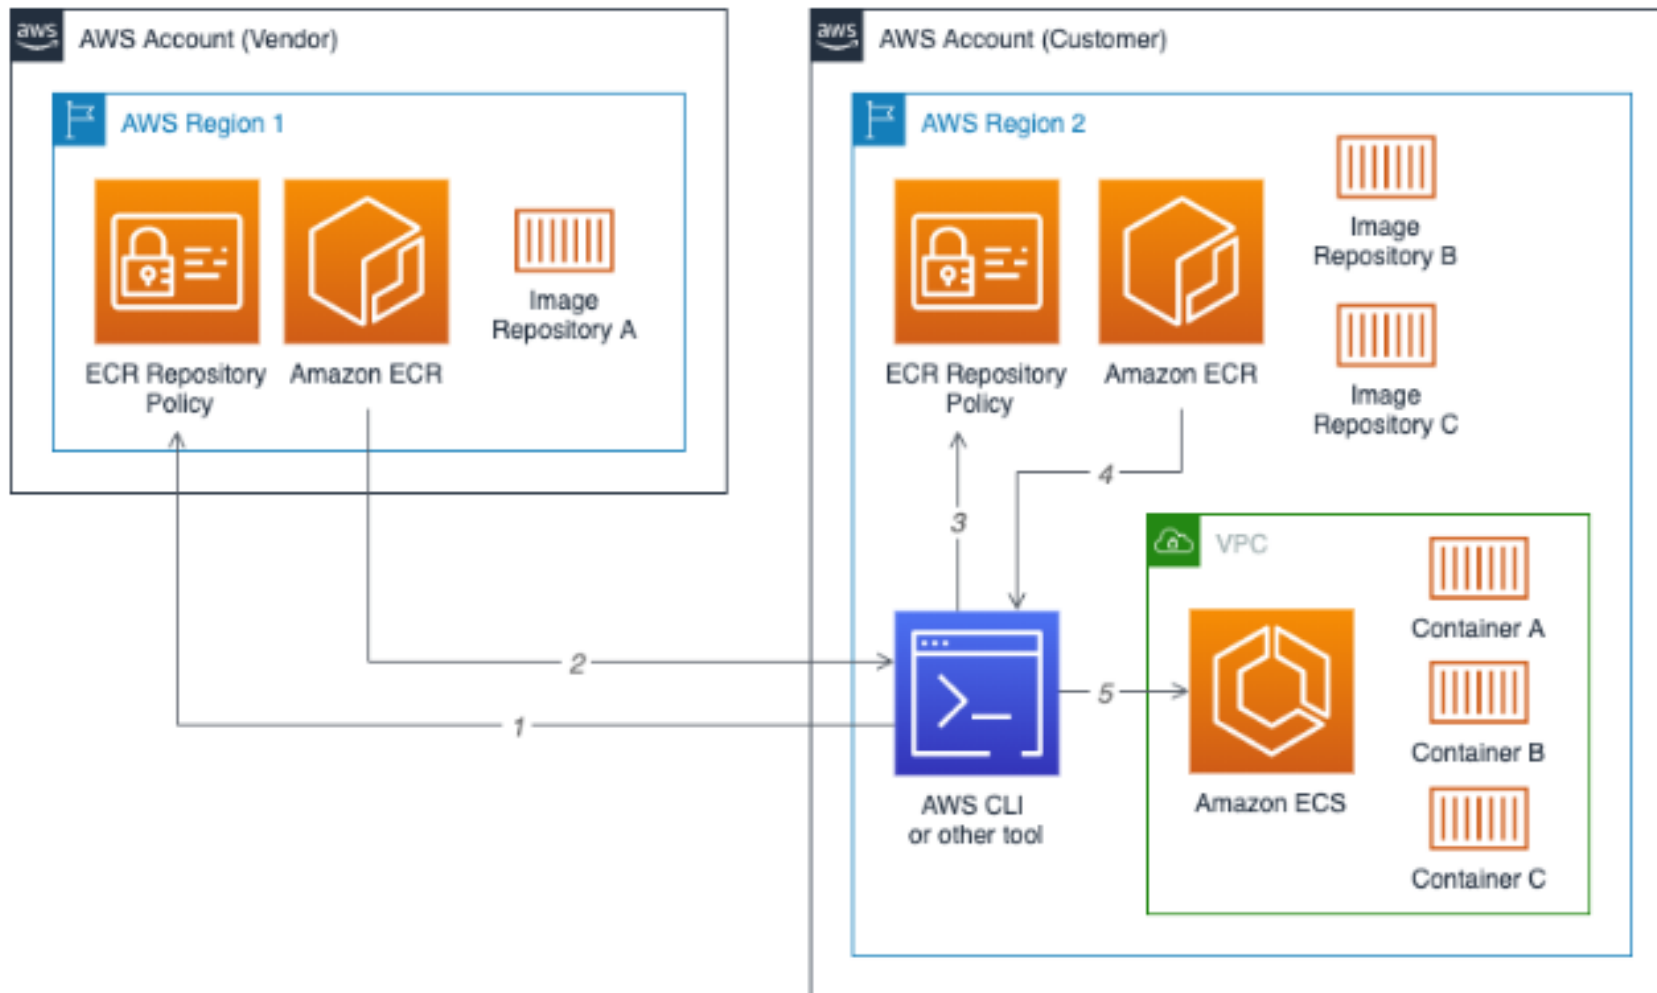 aws
AWS Account (Vendor)
AWS Region 1
ECR Repository
Policy
Amazon ECR
Image
Repository A
aws
AWS Account (Customer)
AWS Region 2
ECR Repository
Policy
Amazon ECR
Image
Repository B
Image
Repository C
4
3
VPC
Container A
2
5
1
Container B
Amazon ECS
AWS CLI
or other tool
Container C